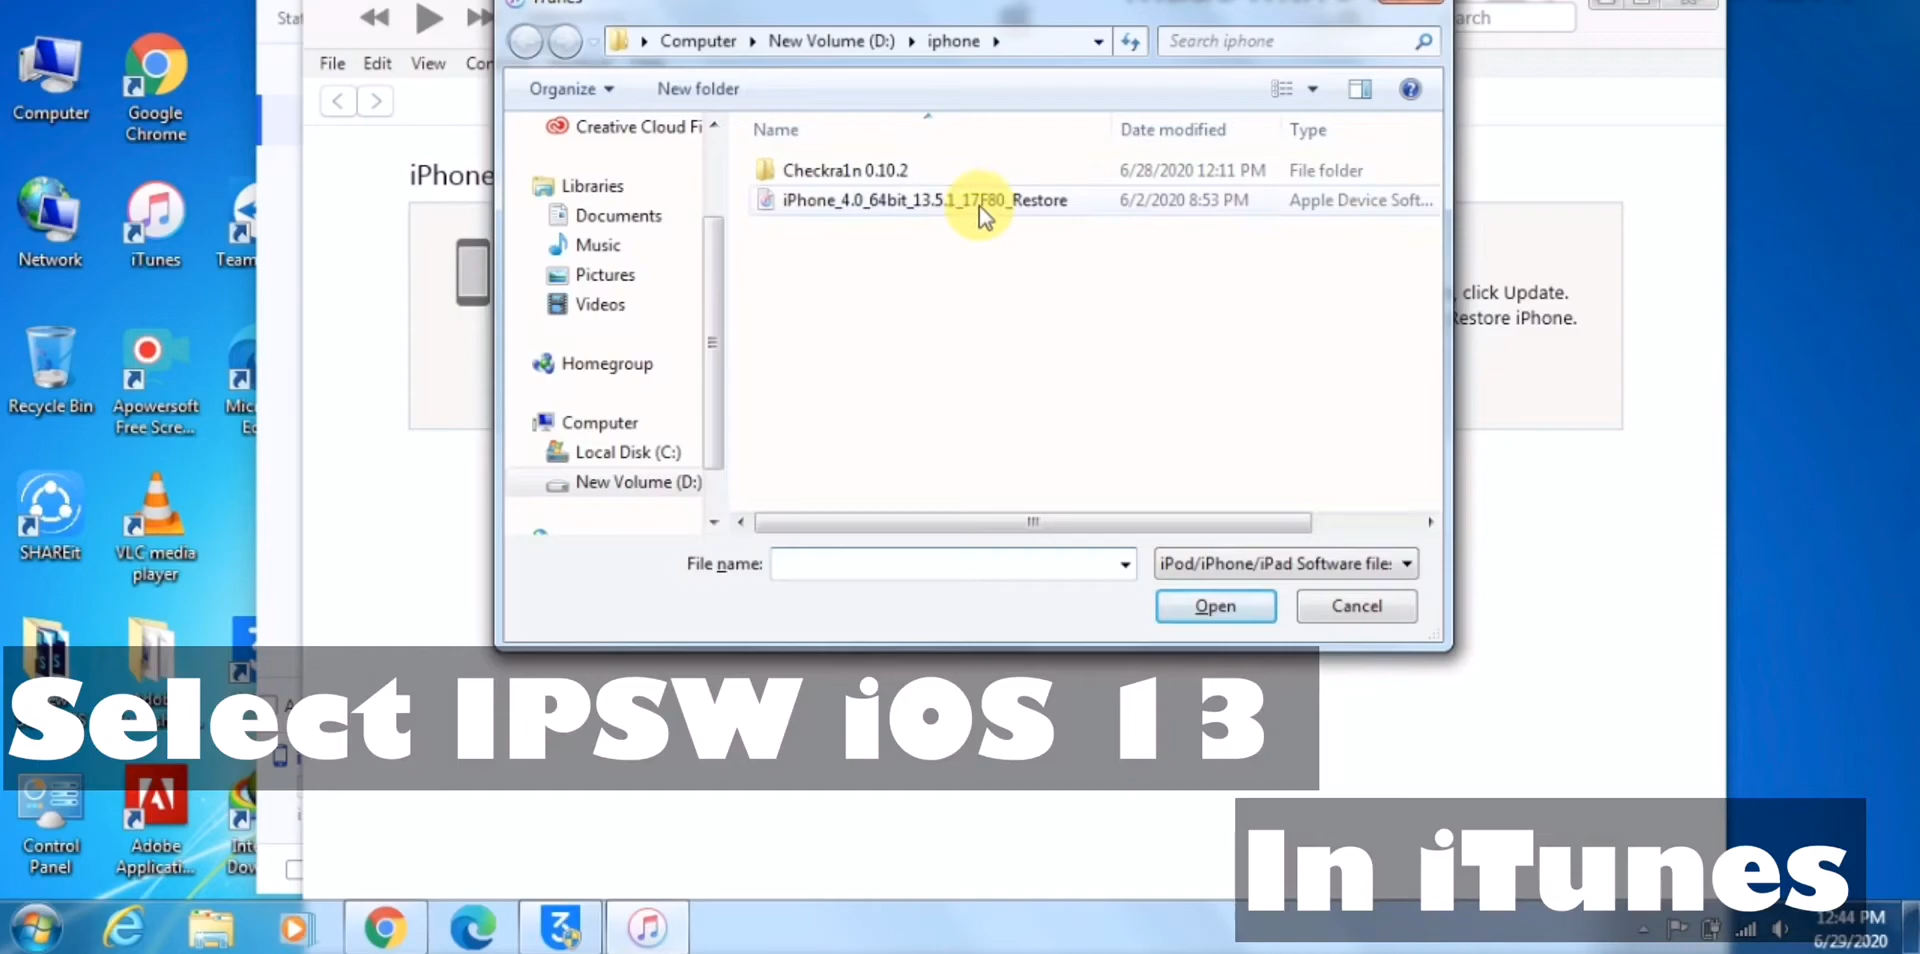 iTunes
Computer
New Volume (D:)
iphone
Search iphone
File
Edit
View
Organize
New folder
Creative Cloud Fi
Name
Date modified
Type
Checkra1n 0.10.2
6/28/2020 12:11 PM
File folder
iPhone_4.0_64bit_13.5.1_17F80_Restore
6/2/2020 8:53 PM
Apple Device Soft...
Libraries
Documents
Music
Pictures
Videos
Homegroup
Computer
Local Disk (C:)
New Volume (D:)
File name:
iPod/iPhone/iPad Software file:
Open
Cancel
iPhone
, click Update.
Restore iPhone.
Computer
Google
Chrome
Network
iTunes
Team
Recycle Bin
Apowersoft
Free Scre...
SHAREit
VLC media
player
Control
Panel
Adobe
Applicati...
Select IPSW iOS 13
In iTunes
12:44 PM
6/29/2020